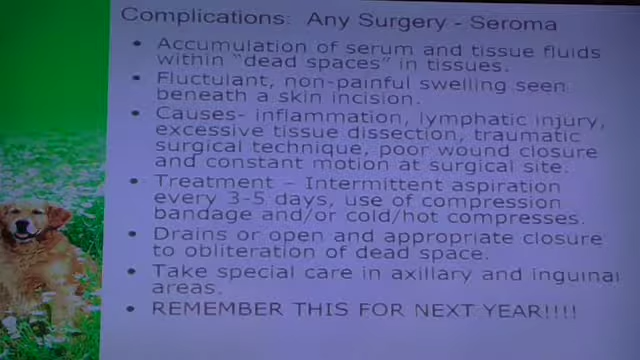 Complications: Any Surgery - Seroma
• Accumulation of serum and tissue fluids
within "dead spaces" in tissues.
• Fluctulant, non-painful swelling seen
beneath a skin incision.
• Causes- inflammation, lymphatic injury,
excessive tissue dissection, traumatic
surgical technique, poor wound closure
and constant motion at surgical site.
• Treatment – Intermittent aspiration
every 3-5 days, use of compression
bandage and/or cold/hot compresses.
• Drains or open and appropriate closure
to obliteration of dead space.
• Take special care in axillary and inguinal
areas.
• REMEMBER THIS FOR NEXT YEAR!!!!